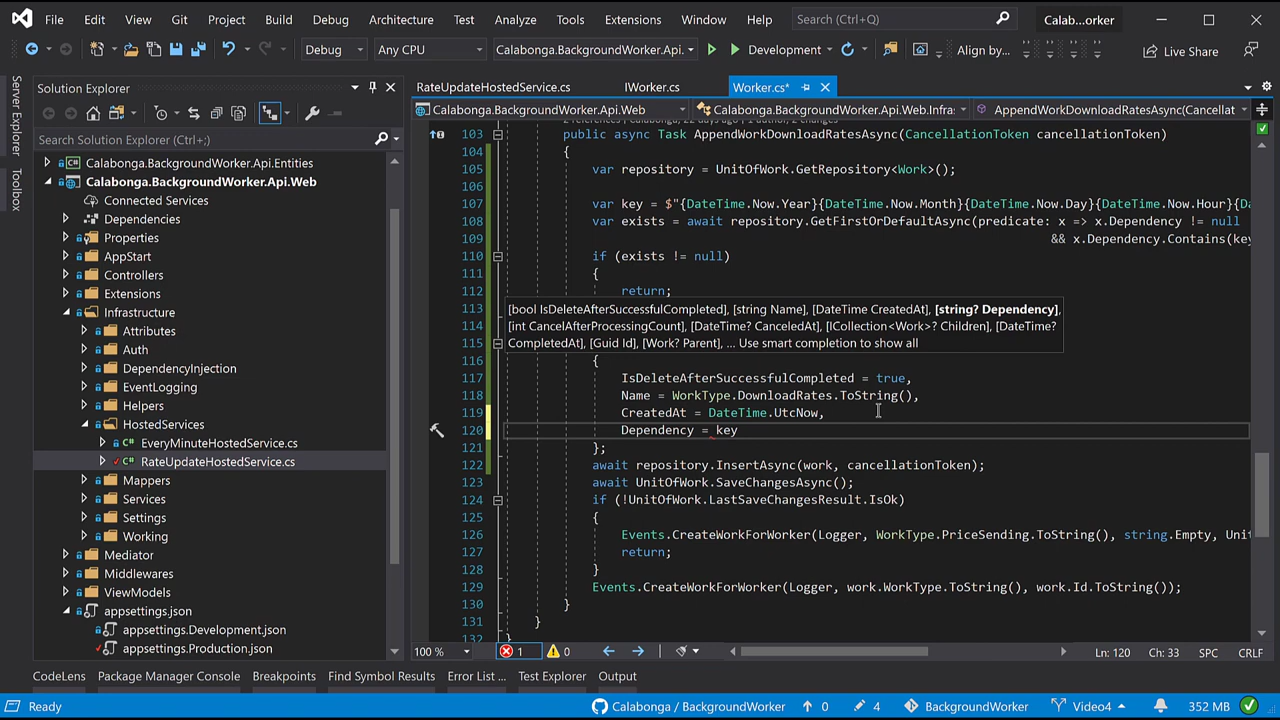 File Edit View Git Project Build Debug Architecture Test Analyze Tools Extensions Window Help Search (Ctrl+Q) Calab...orker
Debug Any CPU Calabonga.BackgroundWorker.Api. Development Align by... Live Share
Server Explorer
Toolbox
Solution Explorer
Search Solution Explorer (Ctrl+;)
Calabonga.BackgroundWorker.Api.Entities
Calabonga.BackgroundWorker.Api.Web
Connected Services
Dependencies
Properties
AppStart
Controllers
Extensions
Infrastructure
Attributes
Auth
DependencyInjection
EventLogging
Helpers
HostedServices
EveryMinuteHostedService.cs
RateUpdateHostedService.cs
Mappers
Services
Settings
Working
Mediator
Middlewares
ViewModels
appsettings.json
appsettings.Development.json
appsettings.Production.json
RateUpdateHostedService.cs IWorker.cs Worker.cs*
Calabonga.BackgroundWorker.Api.Web Calabonga.BackgroundWorker.Api.Web.Infra AppendWorkDownloadRatesAsync(Cancellat
103 public async Task AppendWorkDownloadRatesAsync(CancellationToken cancellationToken)
104 {
105 var repository = UnitOfWork.GetRepository<Work>();
106
107 var key = $"{DateTime.Now.Year}{DateTime.Now.Month}{DateTime.Now.Day}{DateTime.Now.Hour}{Da
108 var exists = await repository.GetFirstOrDefaultAsync(predicate: x => x.Dependency != null
109 && x.Dependency.Contains(key
110 if (exists != null)
111 {
112 return;
113
[bool IsDeleteAfterSuccessfulCompleted], [string Name], [DateTime CreatedAt], [string? Dependency],
114
[int CancelAfterProcessingCount], [DateTime? CanceledAt], [ICollection<Work>? Children], [DateTime?
115
CompletedAt], [Guid Id], [Work? Parent], ... Use smart completion to show all
116 {
117 IsDeleteAfterSuccessfulCompleted = true,
118 Name = WorkType.DownloadRates.ToString(),
119 CreatedAt = DateTime.UtcNow,
120 Dependency = key
121 };
122 await repository.InsertAsync(work, cancellationToken);
123 await UnitOfWork.SaveChangesAsync();
124 if (!UnitOfWork.LastSaveChangesResult.IsOk)
125 {
126 Events.CreateWorkForWorker(Logger, WorkType.PriceSending.ToString(), string.Empty, Unit
127 return;
128 }
129 Events.CreateWorkForWorker(Logger, work.WorkType.ToString(), work.Id.ToString());
130 }
131 }
132 }
100 % 1 0 Ln: 120 Ch: 33 SPC CRLF
CodeLens Package Manager Console Breakpoints Find Symbol Results Error List ... Test Explorer Output
Ready Calabonga / BackgroundWorker 0 4 BackgroundWorker Video4 352 MB